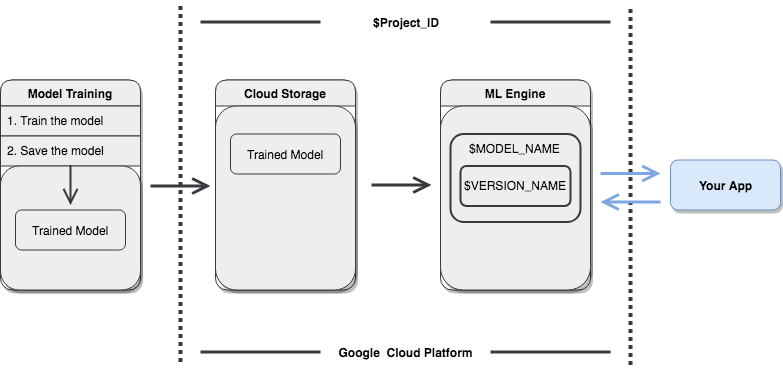 $Project_ID
Model Training
1. Train the model
2. Save the model
Trained Model
Cloud Storage
Trained Model
ML Engine
$MODEL_NAME
$VERSION_NAME
Your App
Google Cloud Platform